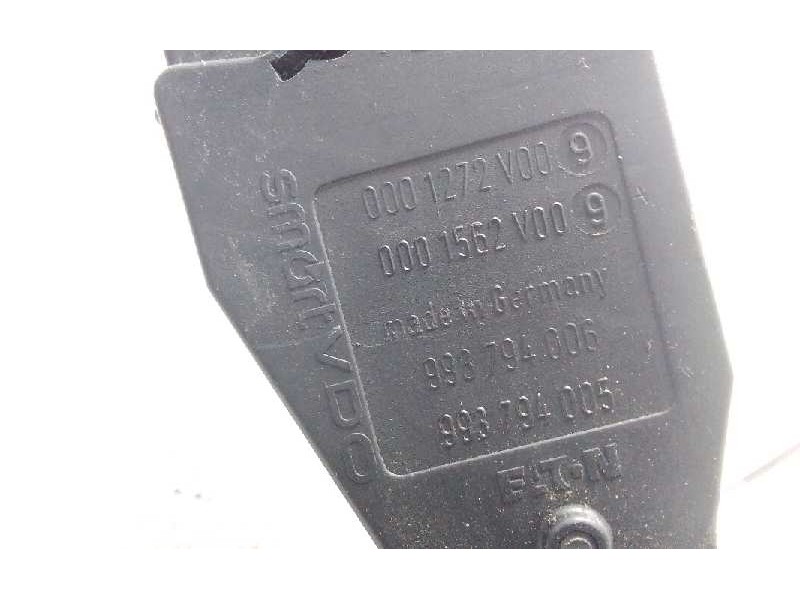 0001272V00 9
0001562V00 9
made in Germany
993 794 006
993 794 005
smart VDO
EATON